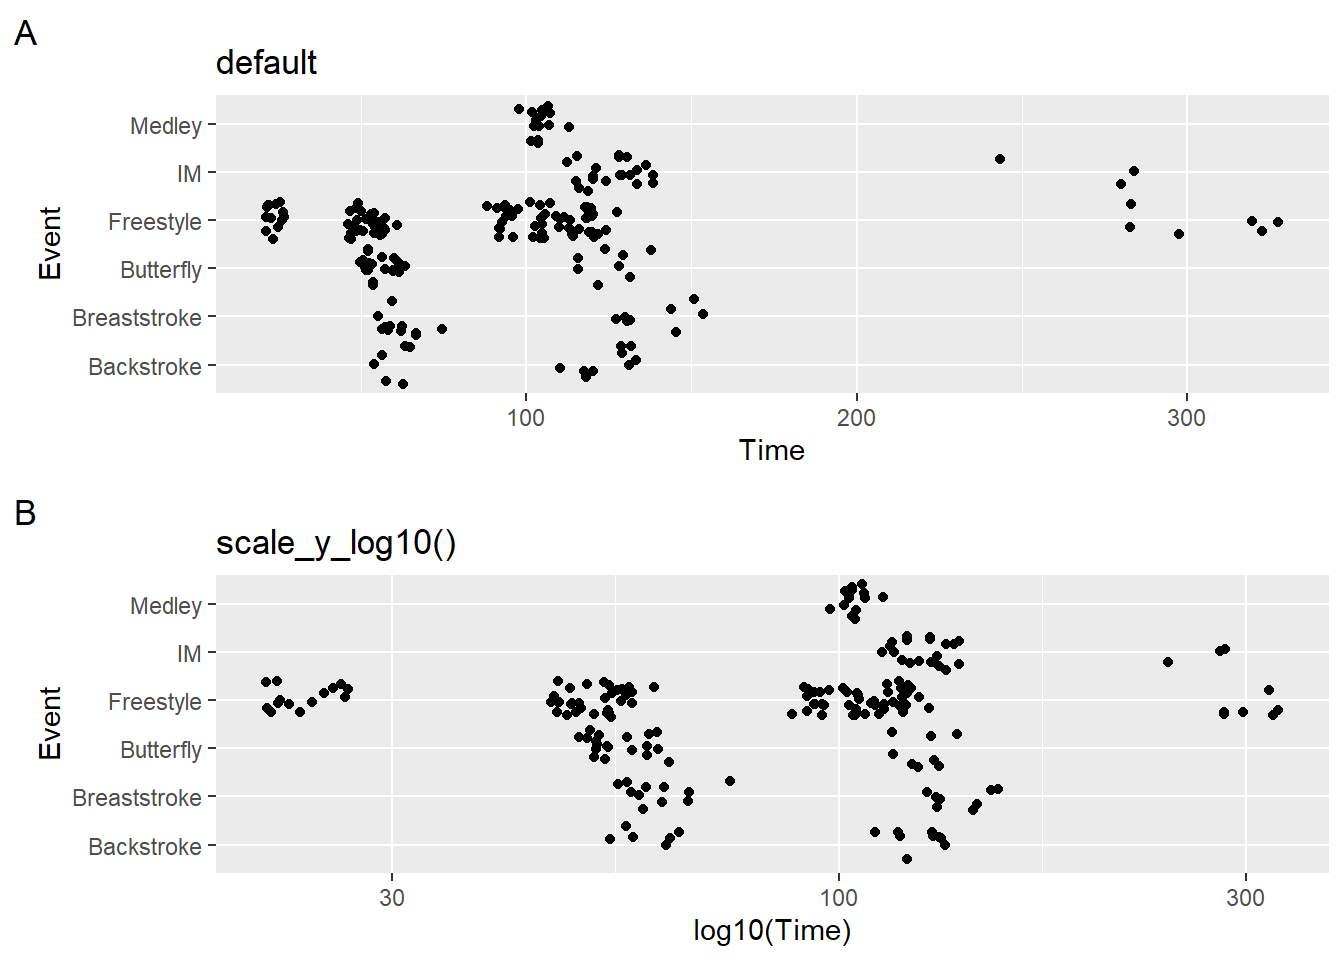 A
default
Medley
IM
Freestyle
Butterfly
Breaststroke
Backstroke
Event
100
200
300
Time
B
scale_y_log10()
Medley
IM
Freestyle
Butterfly
Breaststroke
Backstroke
Event
30
100
300
log10(Time)